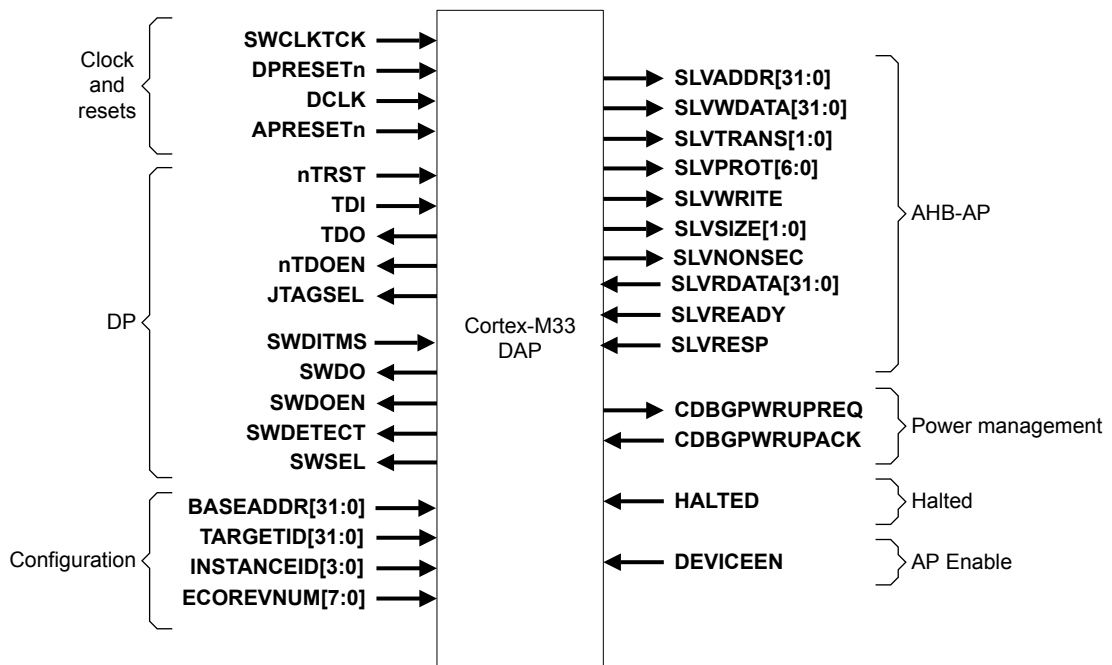 Clock
and
resets
SWCLKTCK
DPRESETn
DCLK
APRESETn
DP
nTRST
TDI
TDO
nTDOEN
JTAGSEL
SWDITMS
SWDO
SWDOEN
SWDETECT
SWSEL
Configuration
BASEADDR[31:0]
TARGETID[31:0]
INSTANCEID[3:0]
ECOREVNUM[7:0]
Cortex-M33
DAP
SLVADDR[31:0]
SLVWDATA[31:0]
SLVTRANS[1:0]
SLVPROT[6:0]
SLVWRITE
SLVSIZE[1:0]
SLVNONSEC
SLVRDATA[31:0]
SLVREADY
SLVRESP
AHB-AP
CDBGPWRUPREQ
CDBGPWRUPACK
Power management
HALTED
Halted
DEVICEEN
AP Enable